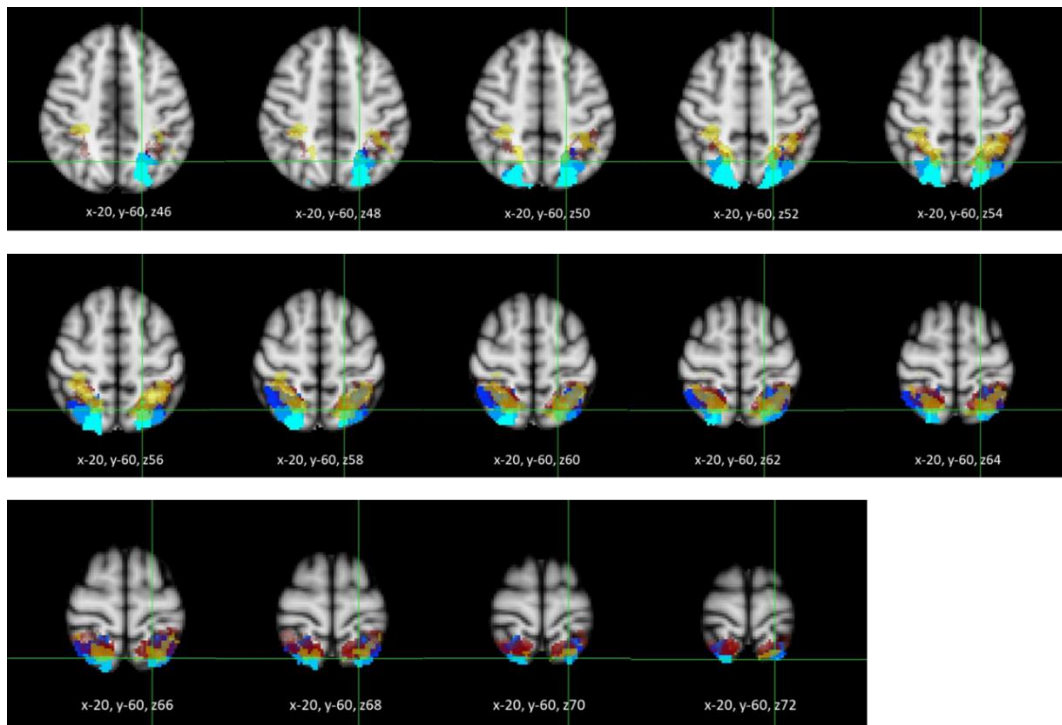 x-20, y-60, z46
x-20, y-60, z48
x-20, y-60, z50
x-20, y-60, z52
x-20, y-60, z54
x-20, y-60, z56
x-20, y-60, z58
x-20, y-60, z60
x-20, y-60, z62
x-20, y-60, z64
x-20, y-60, z66
x-20, y-60, z68
x-20, y-60, z70
x-20, y-60, z72